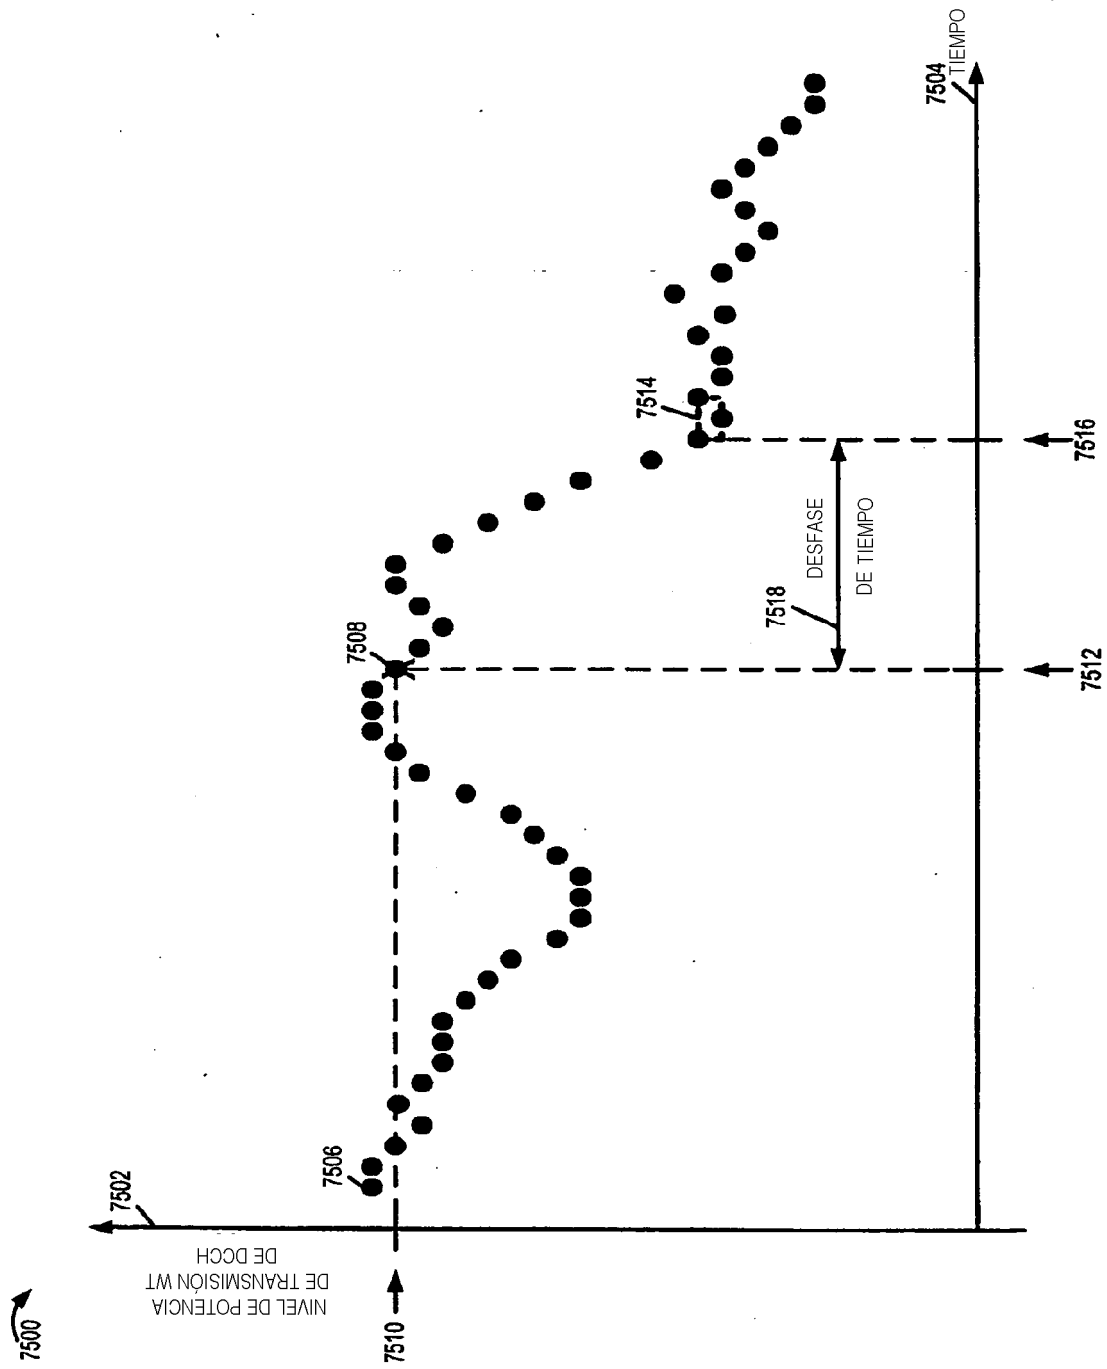 7500
7502
NIVEL DE POTENCIA
DE TRANSMISIÓN WT
DE DCCH
7510
7506
7508
7514
7504
TIEMPO
7518
DESFASE
DE TIEMPO
7512
7516